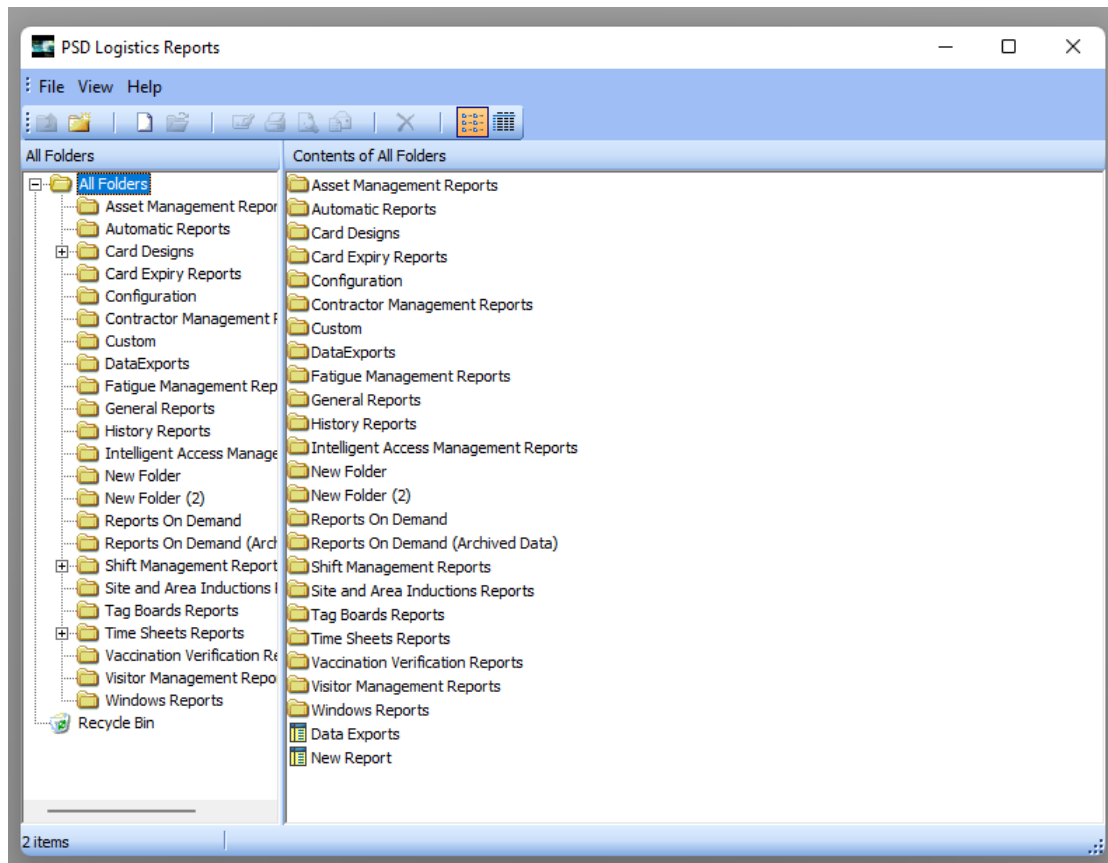 PSD Logistics Reports
File View Help
All Folders
Contents of All Folders
All Folders
Asset Management Repor
Automatic Reports
Card Designs
Card Expiry Reports
Configuration
Contractor Management R
Custom
DataExports
Fatigue Management Rep
General Reports
History Reports
Intelligent Access Manage
New Folder
New Folder (2)
Reports On Demand
Reports On Demand (Arch
Shift Management Report
Site and Area Inductions
Tag Boards Reports
Time Sheets Reports
Vaccination Verification Re
Visitor Management Repo
Windows Reports
Recycle Bin
Asset Management Reports
Automatic Reports
Card Designs
Card Expiry Reports
Configuration
Contractor Management Reports
Custom
DataExports
Fatigue Management Reports
General Reports
History Reports
Intelligent Access Management Reports
New Folder
New Folder (2)
Reports On Demand
Reports On Demand (Archived Data)
Shift Management Reports
Site and Area Inductions Reports
Tag Boards Reports
Time Sheets Reports
Vaccination Verification Reports
Visitor Management Reports
Windows Reports
Data Exports
New Report
2 items